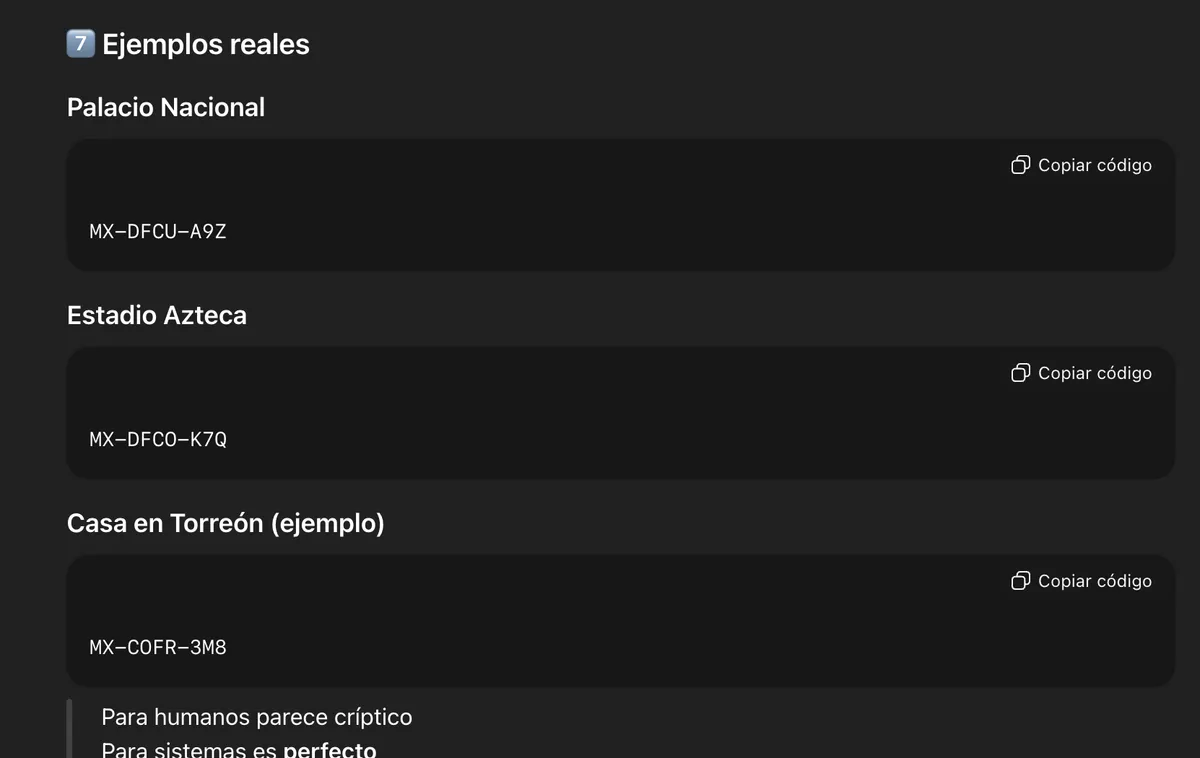 7 Ejemplos reales
Palacio Nacional
Copiar código
MX-DFCU-A9Z
Estadio Azteca
Copiar código
MX-DFCO-K7Q
Casa en Torreón (ejemplo)
Copiar código
MX-COFR-3M8
Para humanos parece críptico
Para sistemas es perfecto